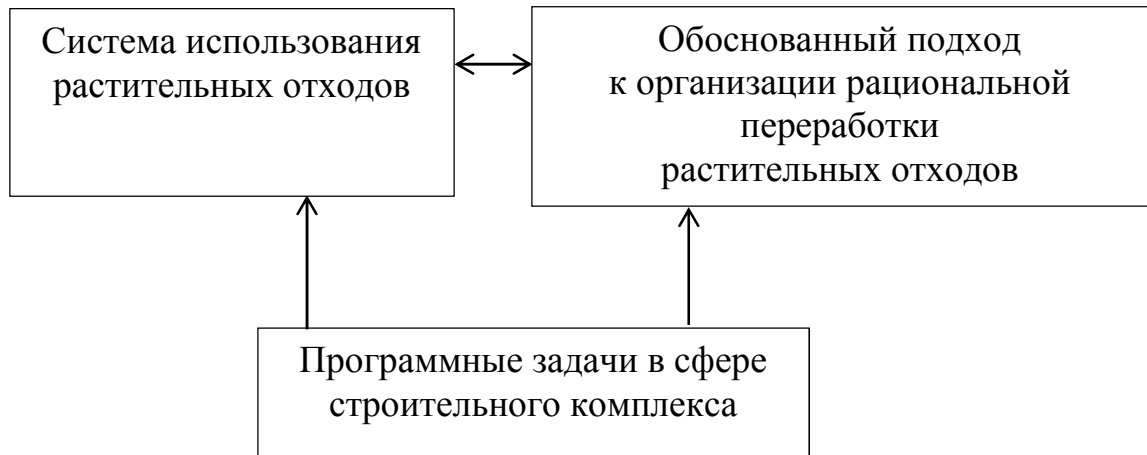 Система использования
растительных отходов
Обоснованный подход
к организации рациональной
переработки
растительных отходов
Программные задачи в сфере
строительного комплекса